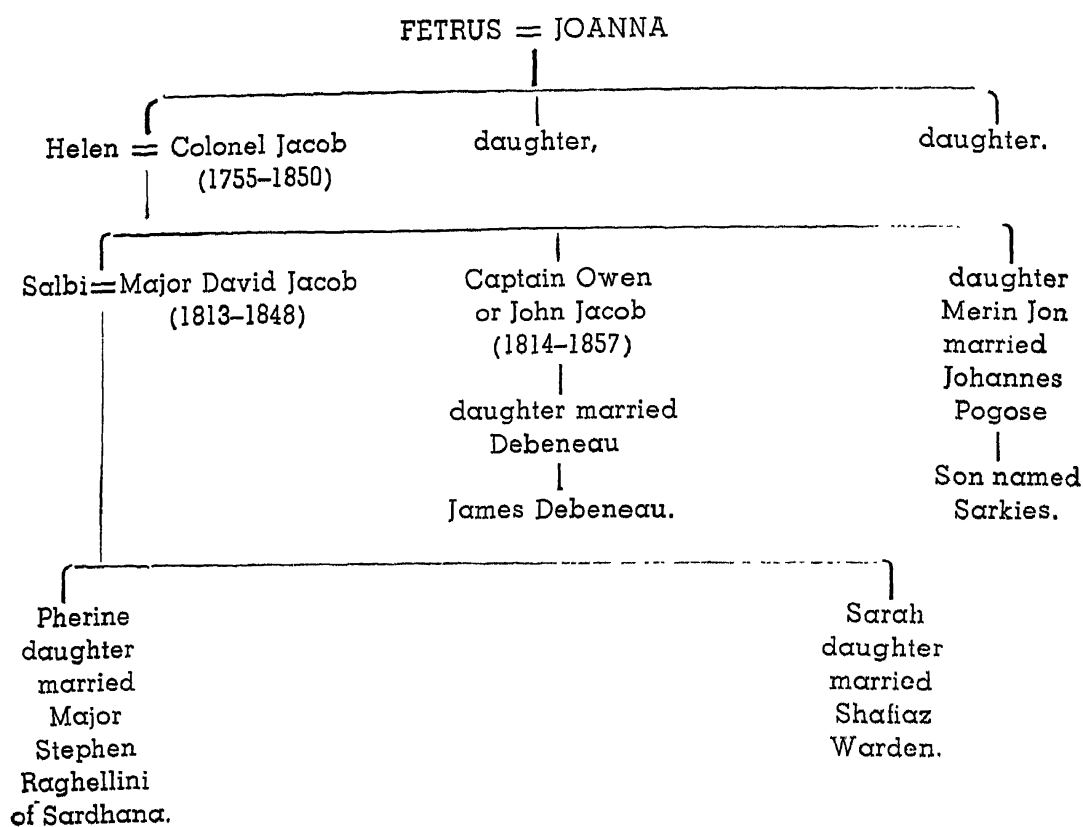 FETRUS = JOANNA
Helen = Colonel Jacob
(1755–1850)
daughter,
daughter.
Salbi = Major David Jacob
(1813–1848)
Captain Owen
or John Jacob
(1814–1857)
daughter married
Debeneau
James Debeneau.
daughter
Merin Jon
married
Johannes
Pogose
Son named
Sarkies.
Pherine
daughter
married
Major
Stephen
Raghellini
of Sardhana.
Sarah
daughter
married
Shafiaz
Warden.